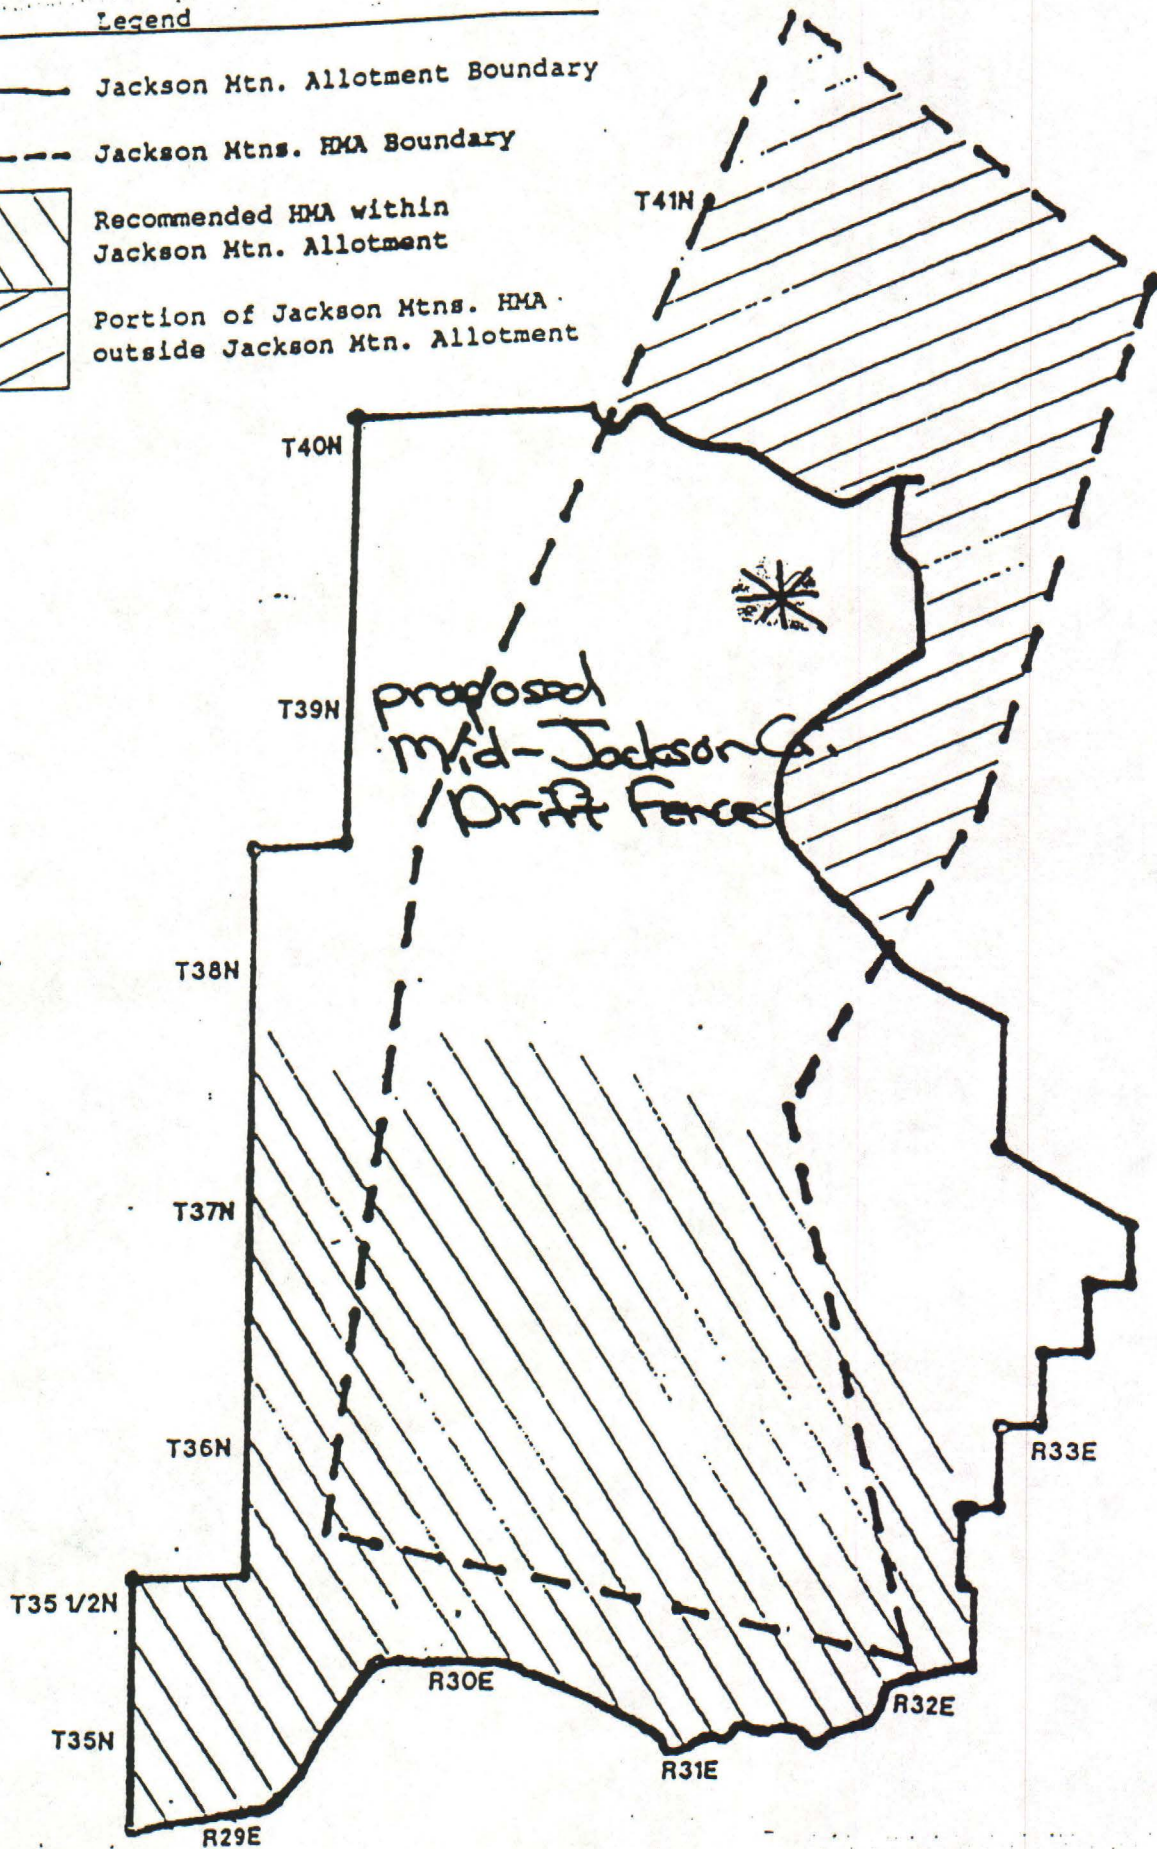 Legend
Jackson Mtn. Allotment Boundary
Jackson Mtns. HMA Boundary
Recommended HMA within
Jackson Mtn. Allotment
Portion of Jackson Mtns. HMA
outside Jackson Mtn. Allotment
T41N
T40N
T39N
proposed
Mid-Jackson
Drift Fences
T38N
T37N
T36N
R33E
T35 1/2N
R30E
R32E
T35N
R31E
R29E